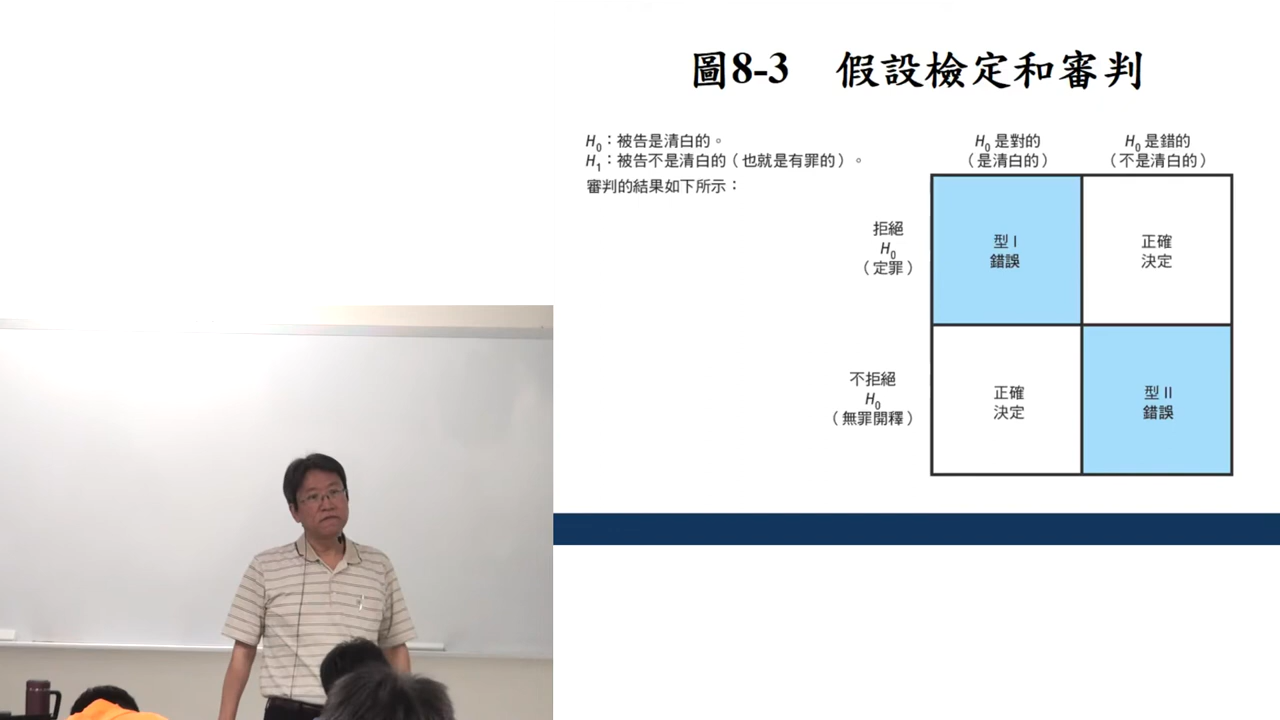 圖8-3 假設檢定和審判
H0：被告是清白的。
H1：被告不是清白的（也就是有罪的）。
審判的結果如下所示：
H0 是對的
（是清白的）
H0 是錯的
（不是清白的）
拒絕
H0
（定罪）
型 I
錯誤
正確
決定
不拒絕
H0
（無罪開釋）
正確
決定
型 II
錯誤